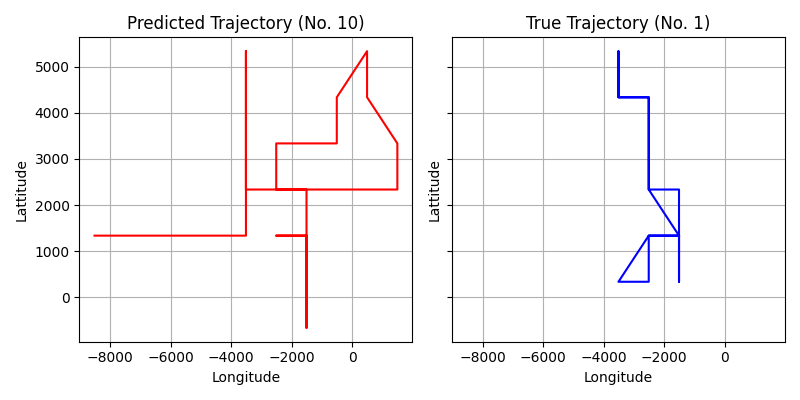 Predicted Trajectory (No. 10)
Lattitude
5000
4000
3000
2000
1000
0
−8000 −6000 −4000 −2000 0
Longitude
True Trajectory (No. 1)
Lattitude
−8000 −6000 −4000 −2000 0
Longitude